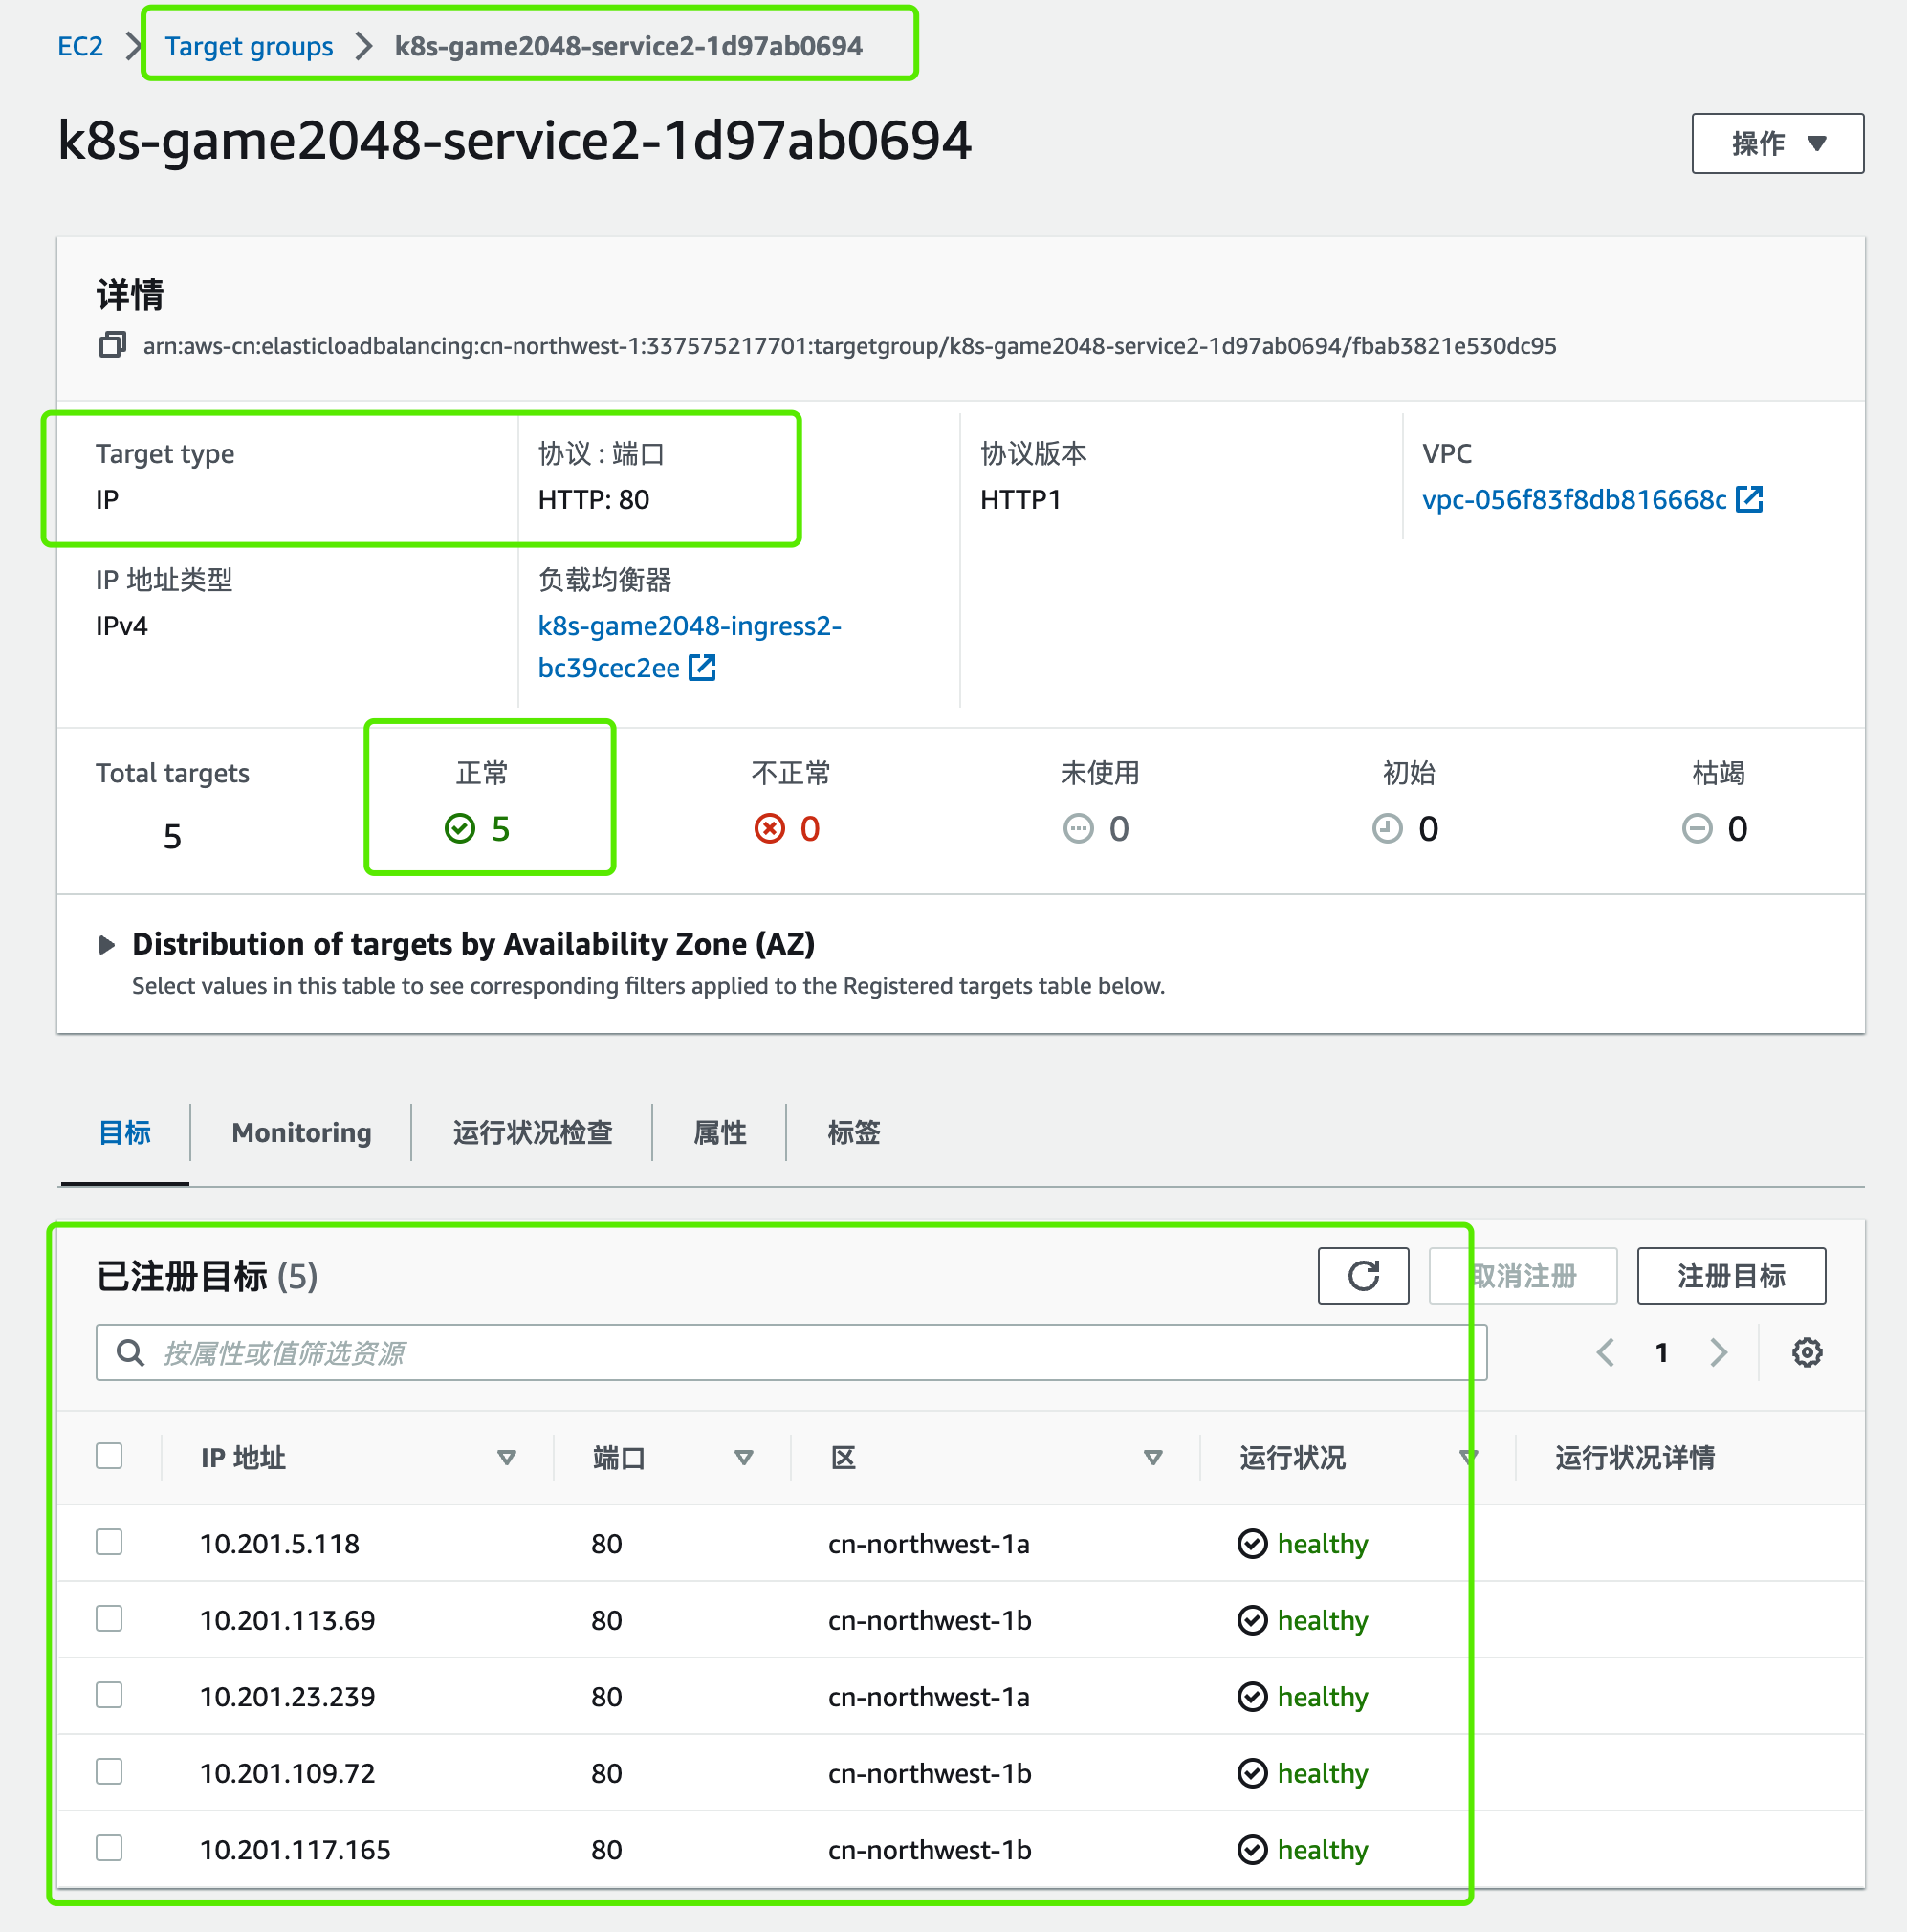 EC2 Target groups k8s-game2048-service2-1d97ab0694
k8s-game2048-service2-1d97ab0694
操作
详情
arn:aws-cn:elasticloadbalancing:cn-northwest-1:337575217701:targetgroup/k8s-game2048-service2-1d97ab0694/fbab3821e530dc95
Target type 协议 : 端口 协议版本 VPC
IP HTTP: 80 HTTP1 vpc-056f83f8db816668c
IP 地址类型 负载均衡器
IPv4 k8s-game2048-ingress2-
bc39cec2ee
Total targets 正常 不正常 未使用 初始 枯竭
5 5 0 0 0 0
Distribution of targets by Availability Zone (AZ)
Select values in this table to see corresponding filters applied to the Registered targets table below.
目标 Monitoring 运行状况检查 属性 标签
已注册目标 (5) 取消注册 注册目标
按属性或值筛选资源 1
IP 地址 端口 区 运行状况 运行状况详情
10.201.5.118 80 cn-northwest-1a healthy
10.201.113.69 80 cn-northwest-1b healthy
10.201.23.239 80 cn-northwest-1a healthy
10.201.109.72 80 cn-northwest-1b healthy
10.201.117.165 80 cn-northwest-1b healthy